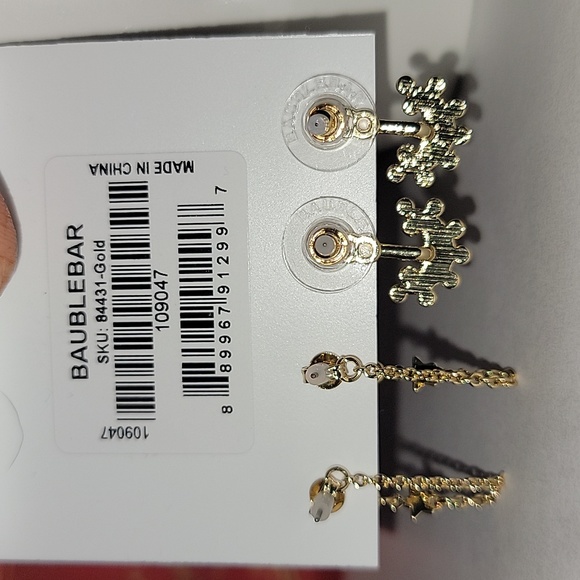 BAUBLEBAR
SKU: 84431-Gold
109047
8 89967 91299 7
109047
MADE IN CHINA